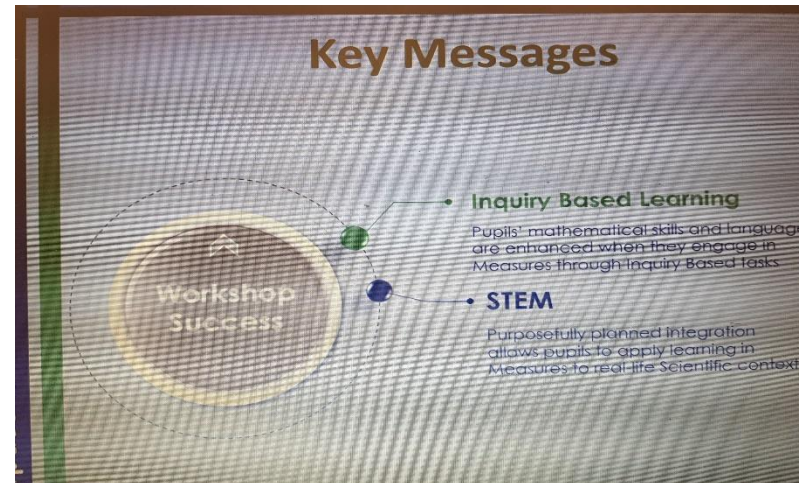 Key Messages
Inquiry Based Learning
Pupils' mathematical skills and language
are enhanced when they engage in
Measures through Inquiry Based tasks
Workshop
Success
STEM
Purposefully planned integration
allows pupils to apply learning in
Measures to real-life Scientific context